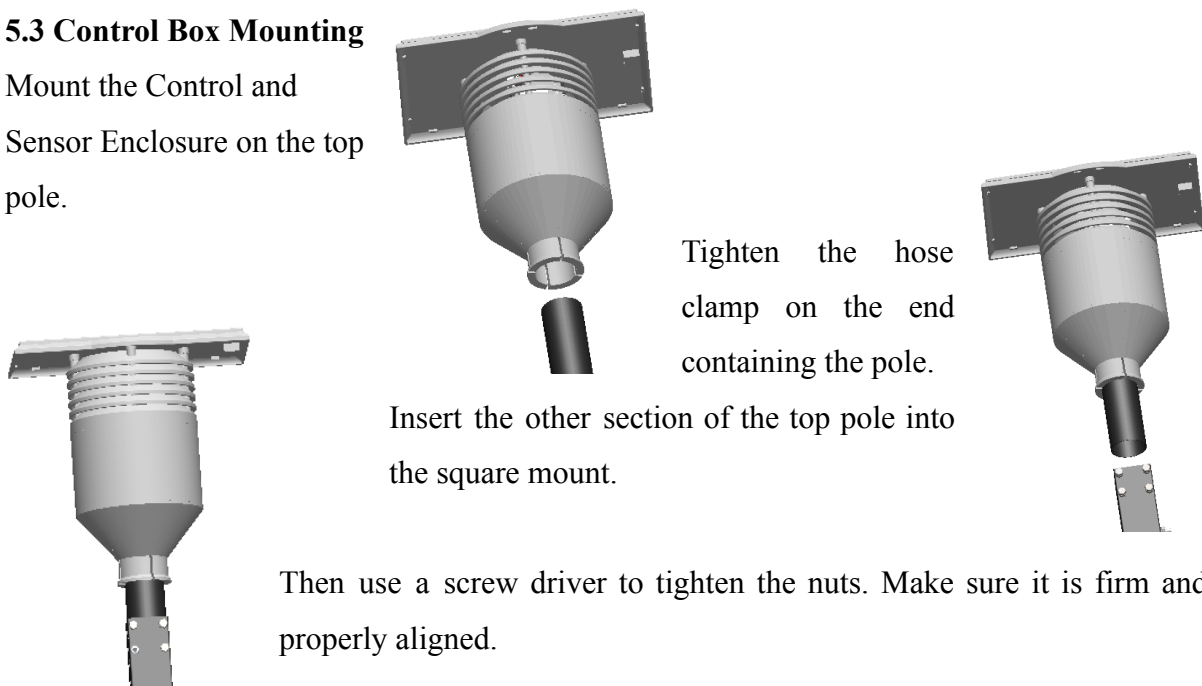 5.3 Control Box Mounting
Mount the Control and
Sensor Enclosure on the top
pole.
Tighten the hose
clamp on the end
containing the pole.
Insert the other section of the top pole into
the square mount.
Then use a screw driver to tighten the nuts. Make sure it is firm and
properly aligned.